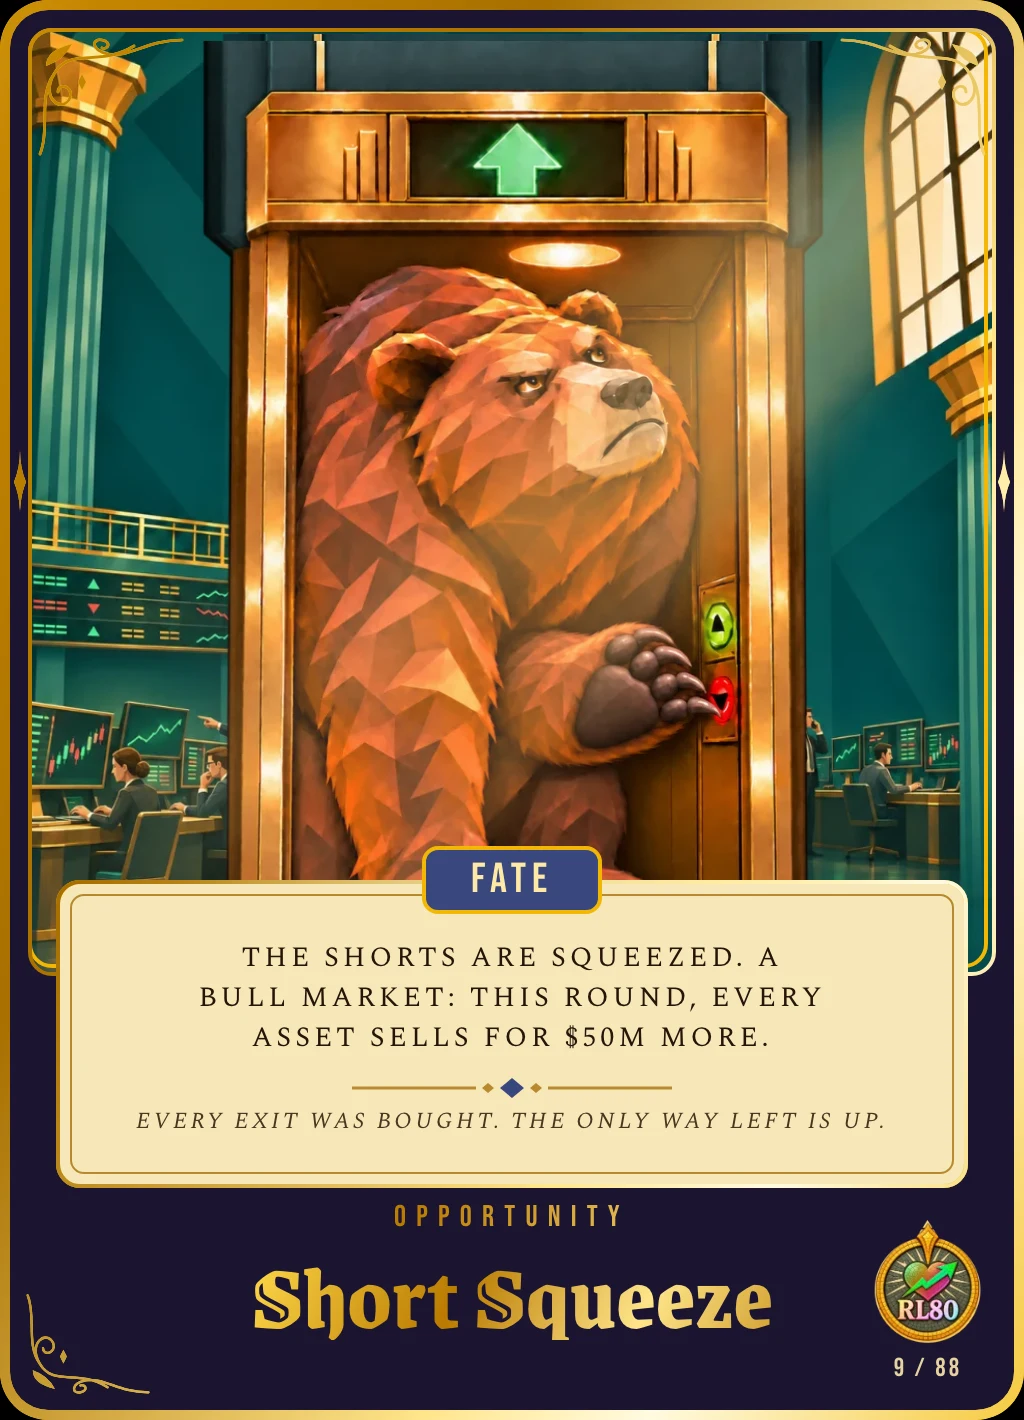 FATE
THE SHORTS ARE SQUEEZED. A
BULL MARKET: THIS ROUND, EVERY
ASSET SELLS FOR $50M MORE.
EVERY EXIT WAS BOUGHT. THE ONLY WAY LEFT IS UP.
OPPORTUNITY
Short Squeeze
RL80
9 / 88